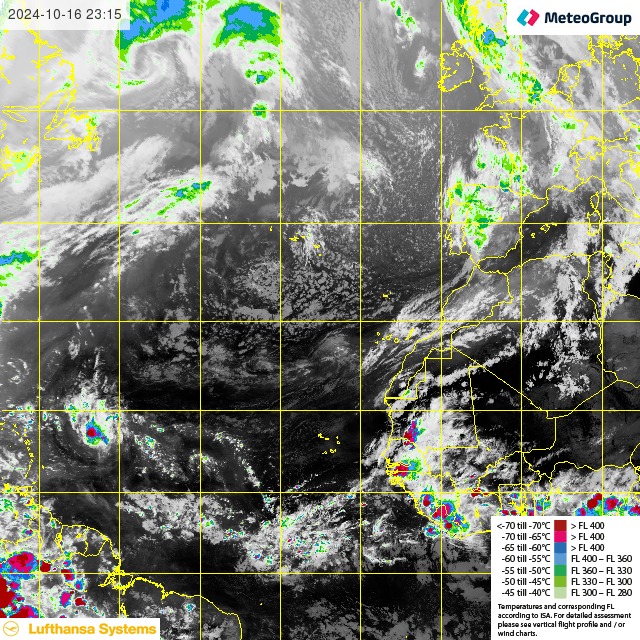 2024-10-16 23:15
MeteoGroup
<-70 till -70°C > FL 400
-70 till -65°C > FL 400
-65 till -60°C > FL 400
-60 till -55°C FL 400 – FL 360
-55 till -50°C FL 360 – FL 330
-50 till -45°C FL 330 – FL 300
-45 till -40°C FL 300 – FL 280
Temperatures and corresponding FL
according to ISA. For detailed assessment
please see vertical flight profile and / or
wind charts.
Lufthansa Systems